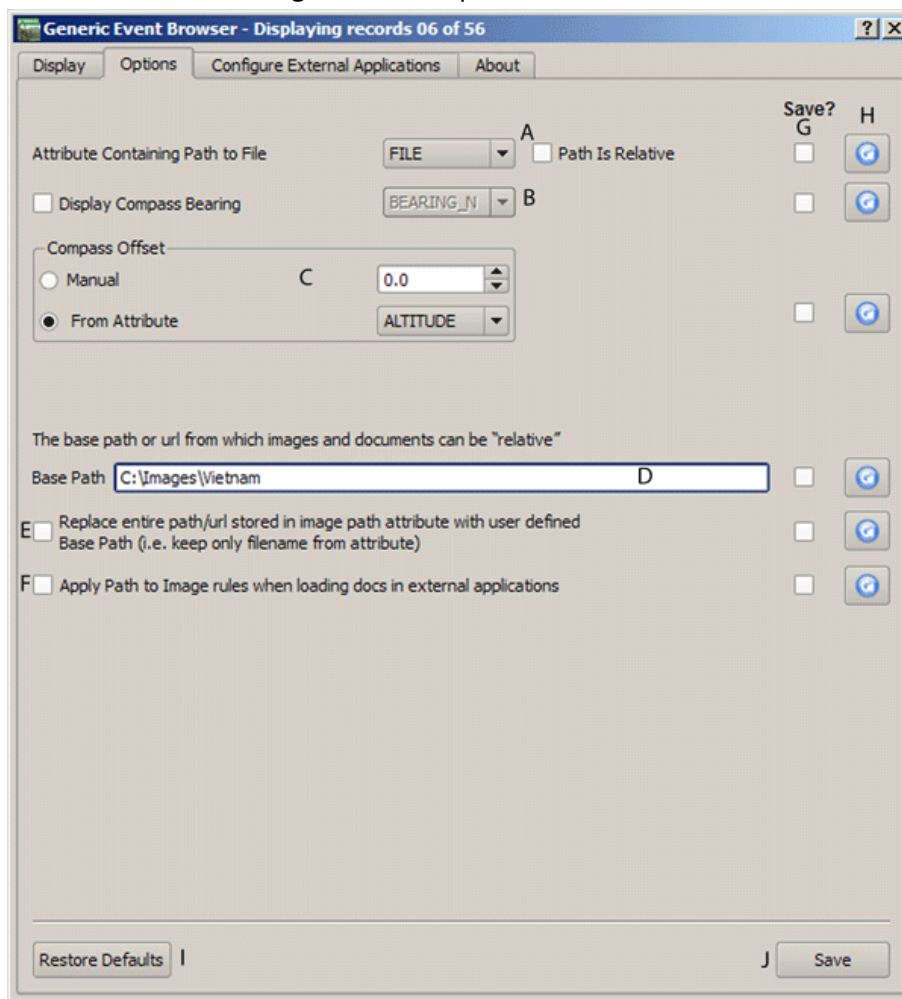 Generic Event Browser - Displaying records 06 of 56
Display Options Configure External Applications About
Save? H
G
A
Attribute Containing Path to File FILE Path Is Relative
Display Compass Bearing BEARING_N B
Compass Offset
Manual C 0.0
From Attribute ALTITUDE
The base path or url from which images and documents can be "relative"
Base Path C:\Images\Vietnam D
E Replace entire path/url stored in image path attribute with user defined
Base Path (i.e. keep only filename from attribute)
F Apply Path to Image rules when loading docs in external applications
Restore Defaults I J Save